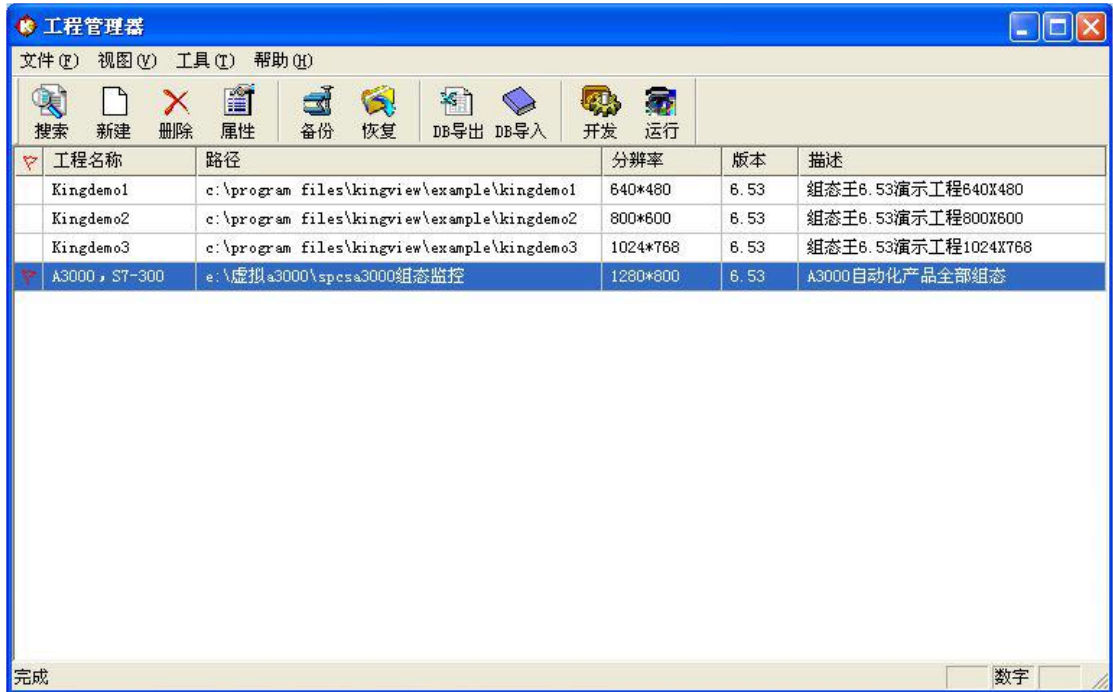 工程管理器
文件(F) 视图(V) 工具(T) 帮助(H)
搜索 新建 删除 属性 备份 恢复 DB导出 DB导入 开发 运行
工程名称 路径 分辨率 版本 描述
Kingdemo1 c:\program files\kingview\example\kingdemo1 640*480 6.53 组态王6.53演示工程640X480
Kingdemo2 c:\program files\kingview\example\kingdemo2 800*600 6.53 组态王6.53演示工程800X600
Kingdemo3 c:\program files\kingview\example\kingdemo3 1024*768 6.53 组态王6.53演示工程1024X768
A3000，S7-300 e:\虚拟a3000\spcsa3000组态监控 1280*800 6.53 A3000自动化产品全部组态
完成 数字